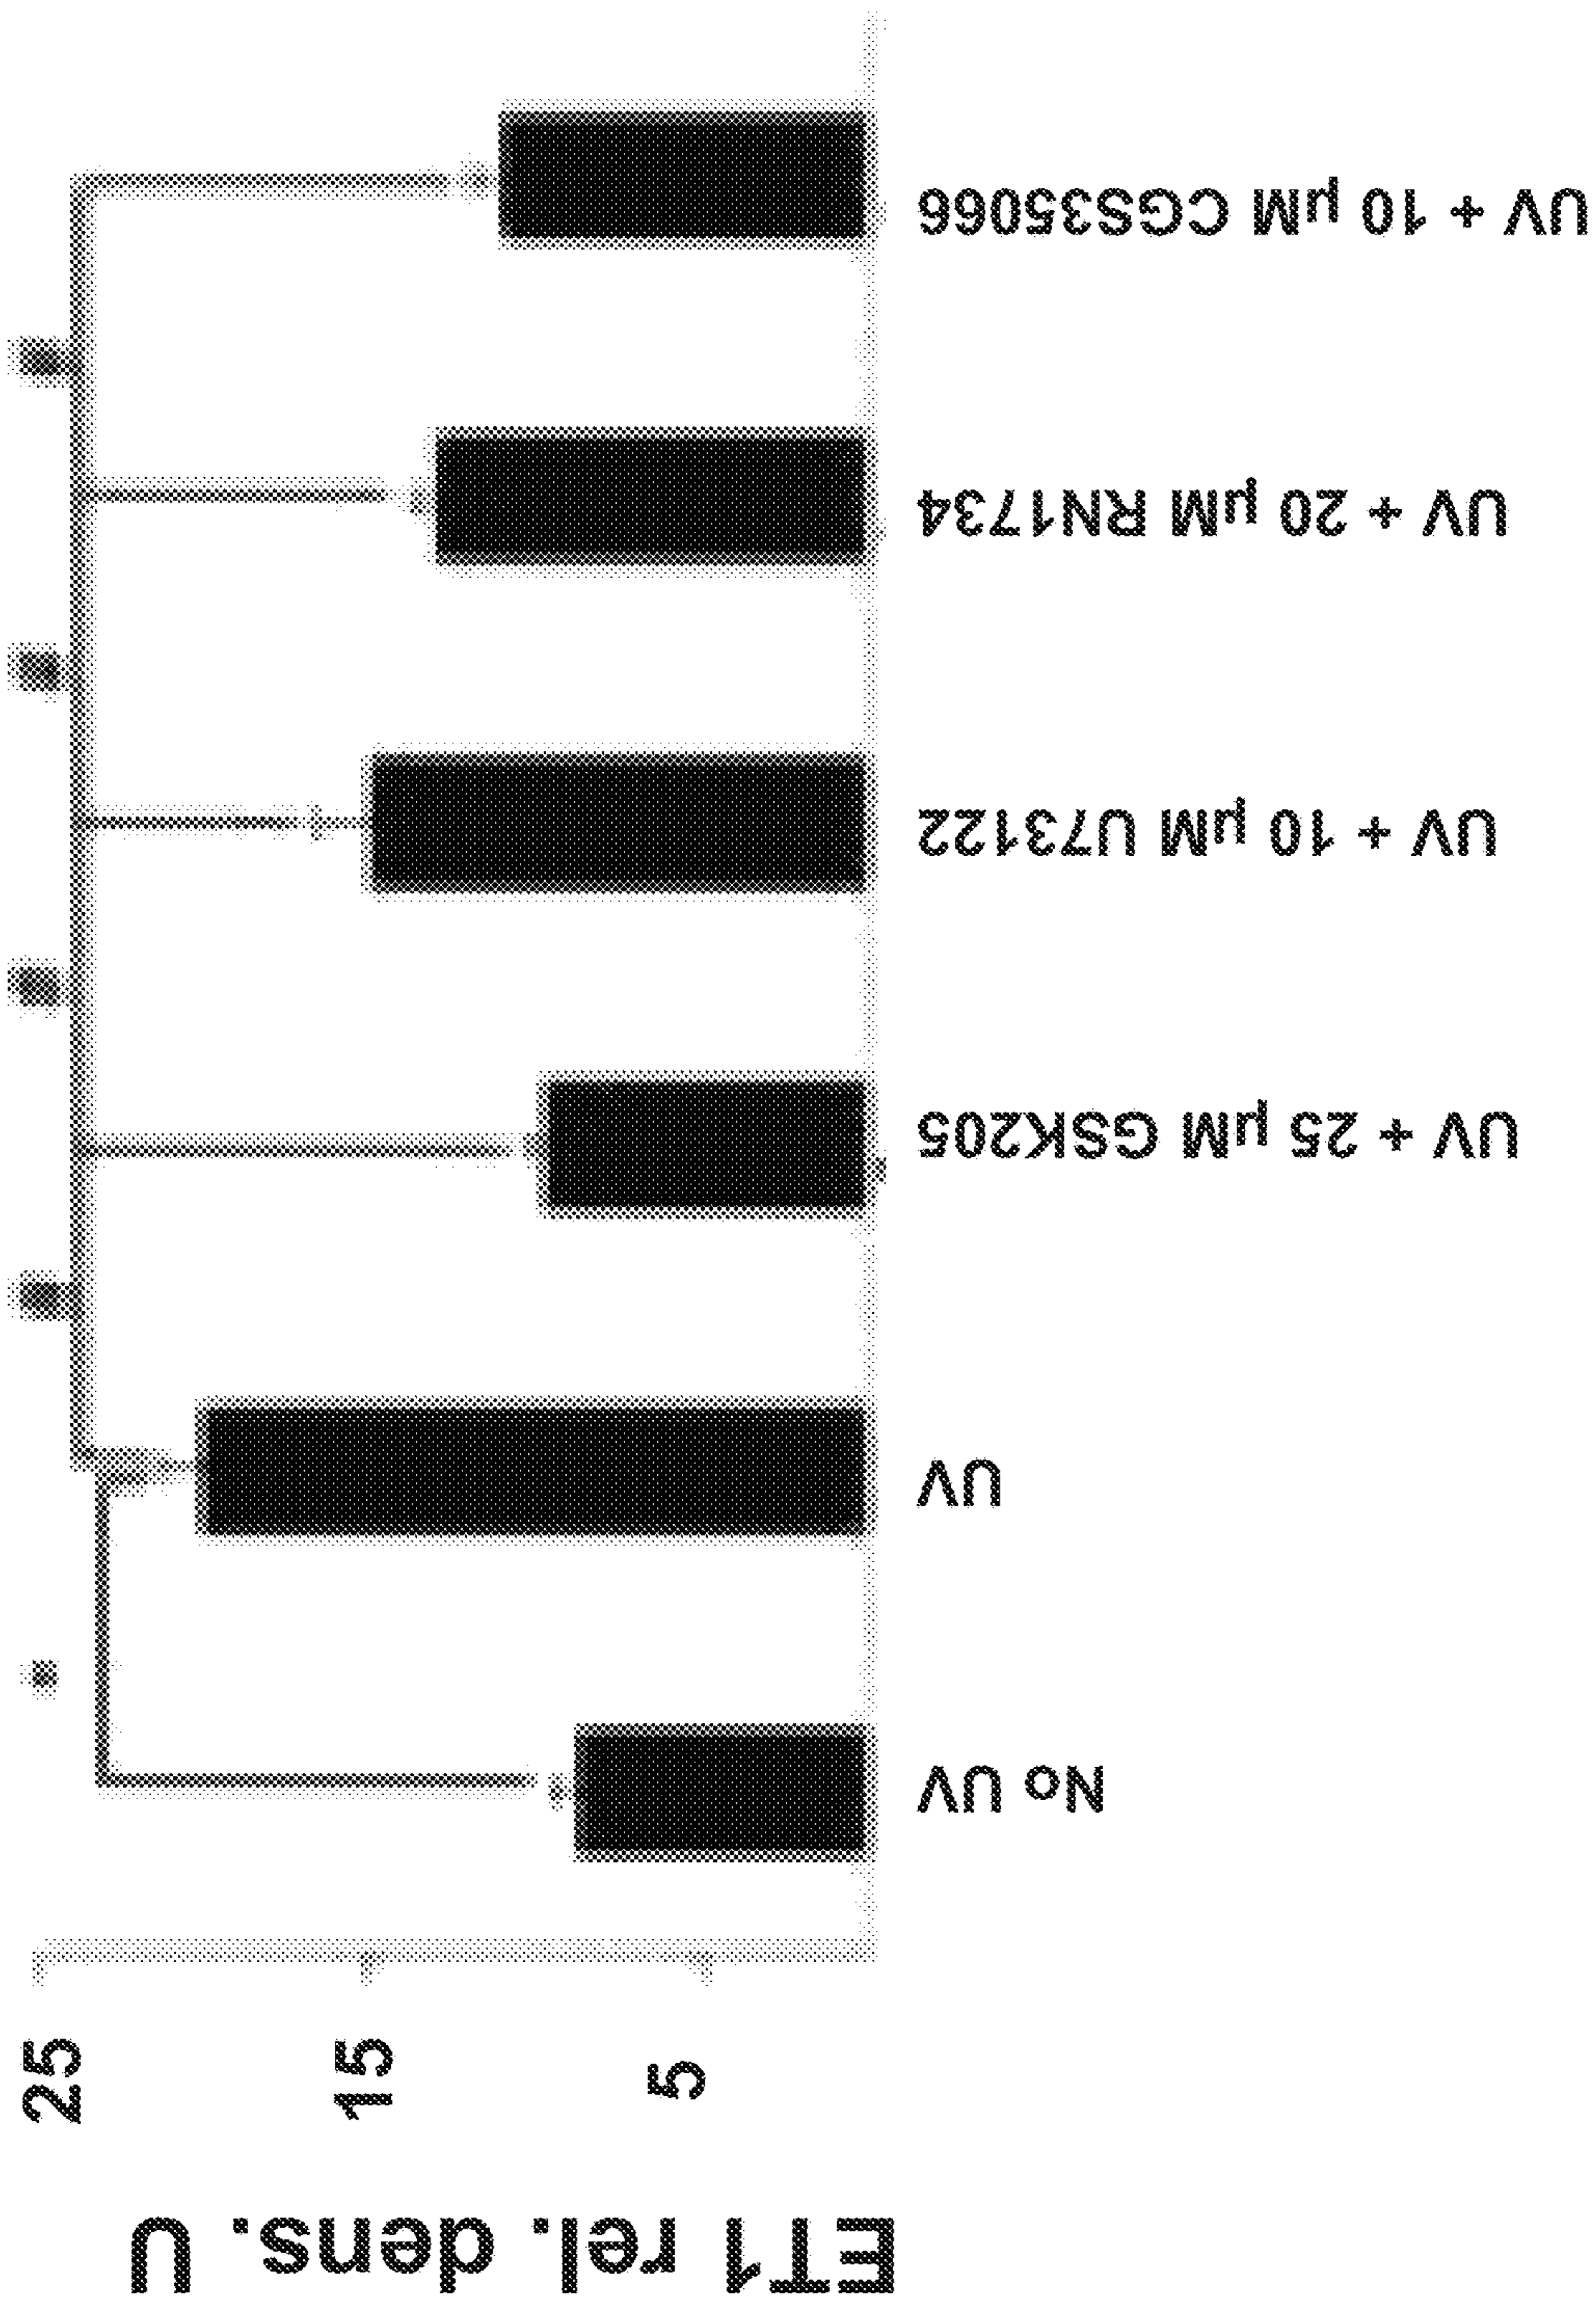 ET1 rel. dens. U
25
15
5
No UV
UV
UV + 25 µM GSK205
UV + 10 µM U73122
UV + 20 µM RN1734
UV + 10 µM CGS35066